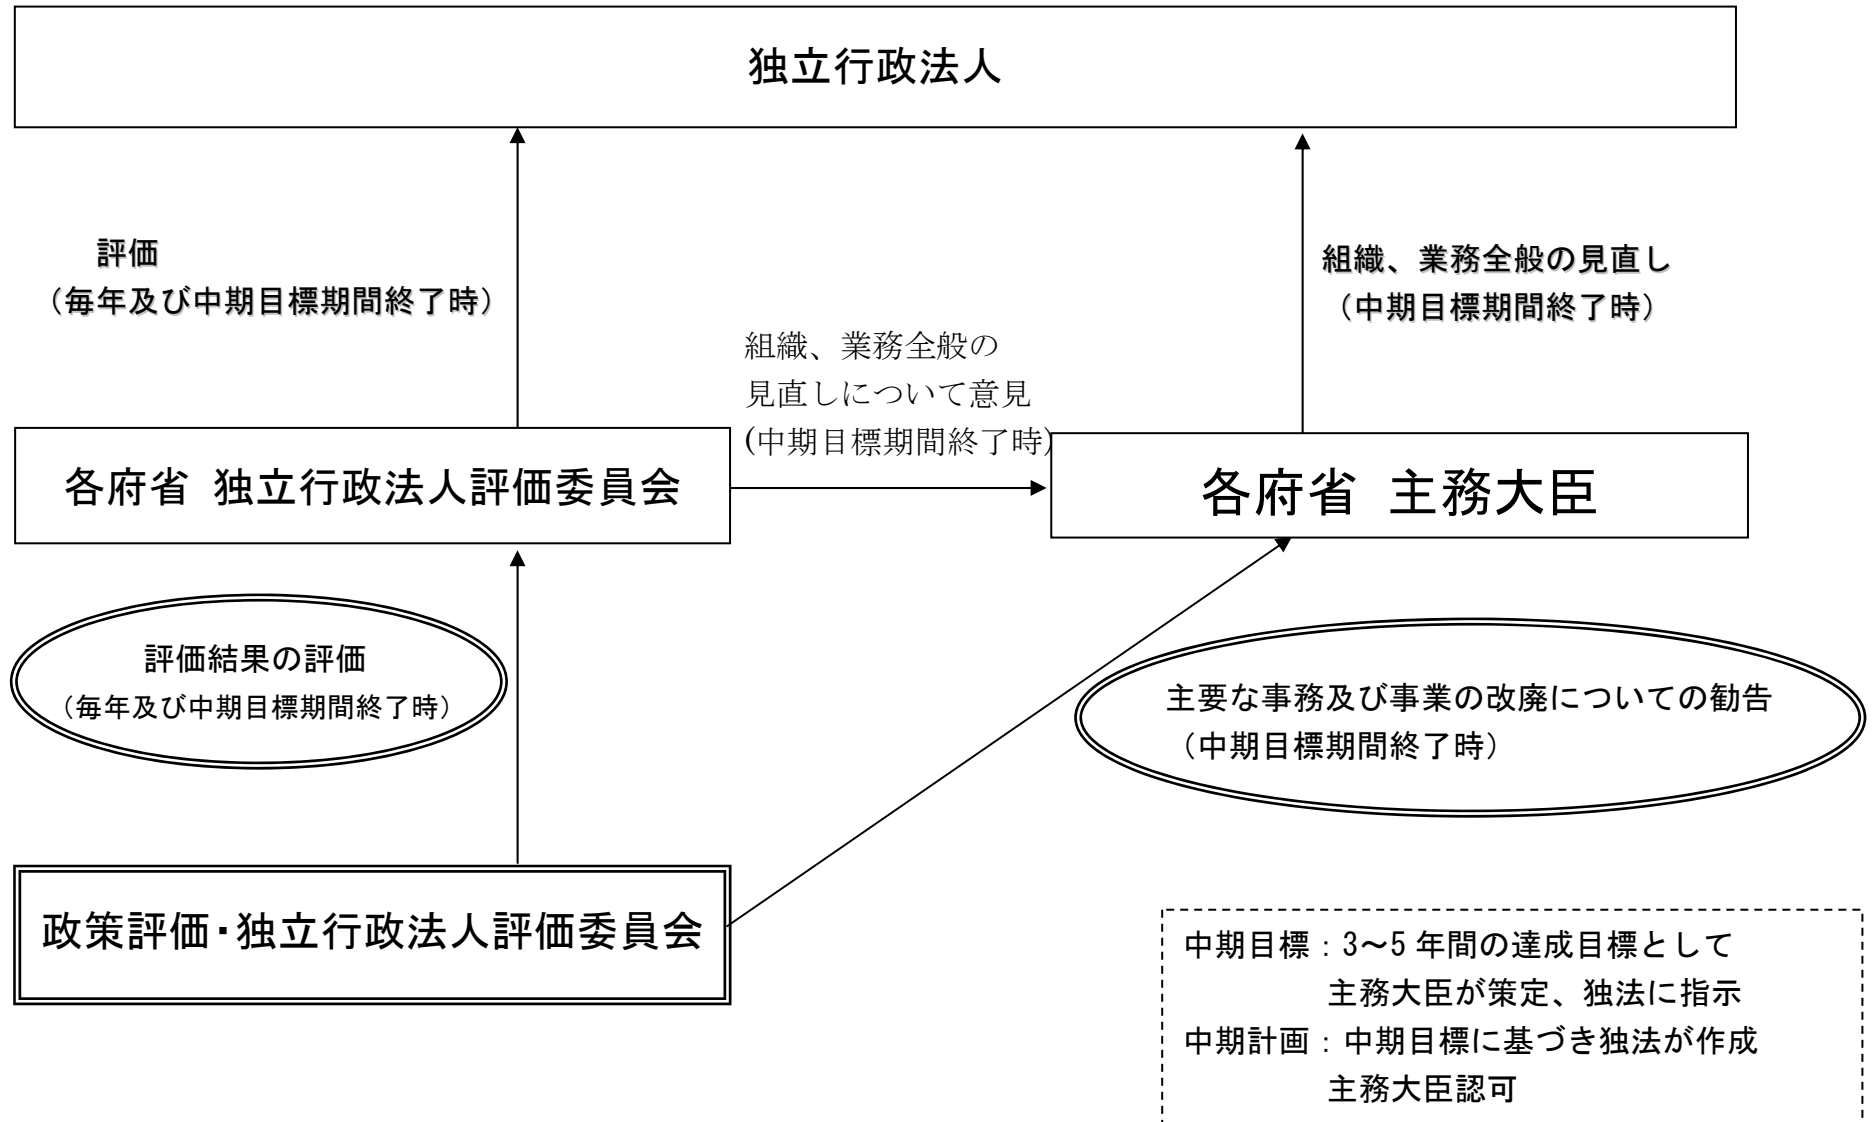 独立行政法人
評価
（毎年及び中期目標期間終了時）
組織、業務全般の見直し
（中期目標期間終了時）
組織、業務全般の
見直しについて意見
(中期目標期間終了時)
各府省 独立行政法人評価委員会
各府省 主務大臣
評価結果の評価
（毎年及び中期目標期間終了時）
主要な事務及び事業の改廃についての勧告
（中期目標期間終了時）
政策評価・独立行政法人評価委員会
中期目標：3～5 年間の達成目標として
主務大臣が策定、独法に指示
中期計画：中期目標に基づき独法が作成
主務大臣認可